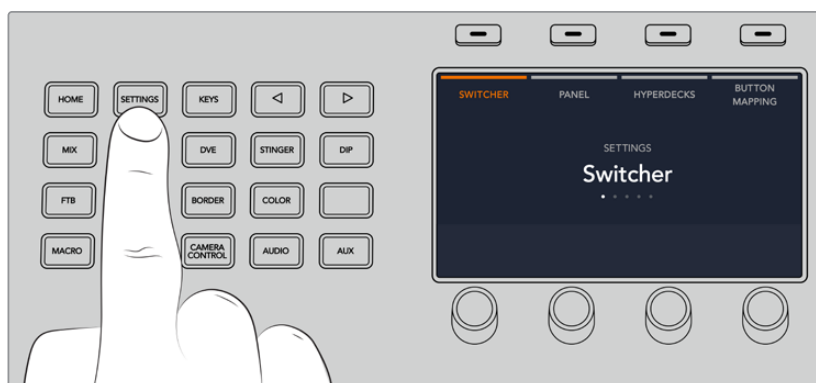 SWITCHER PANEL HYPERDECKS BUTTON MAPPING
SETTINGS
Switcher
HOME SETTINGS KEYS
MIX DVE STINGER DIP
FTB BORDER COLOR
MACRO CAMERA CONTROL AUDIO AUX